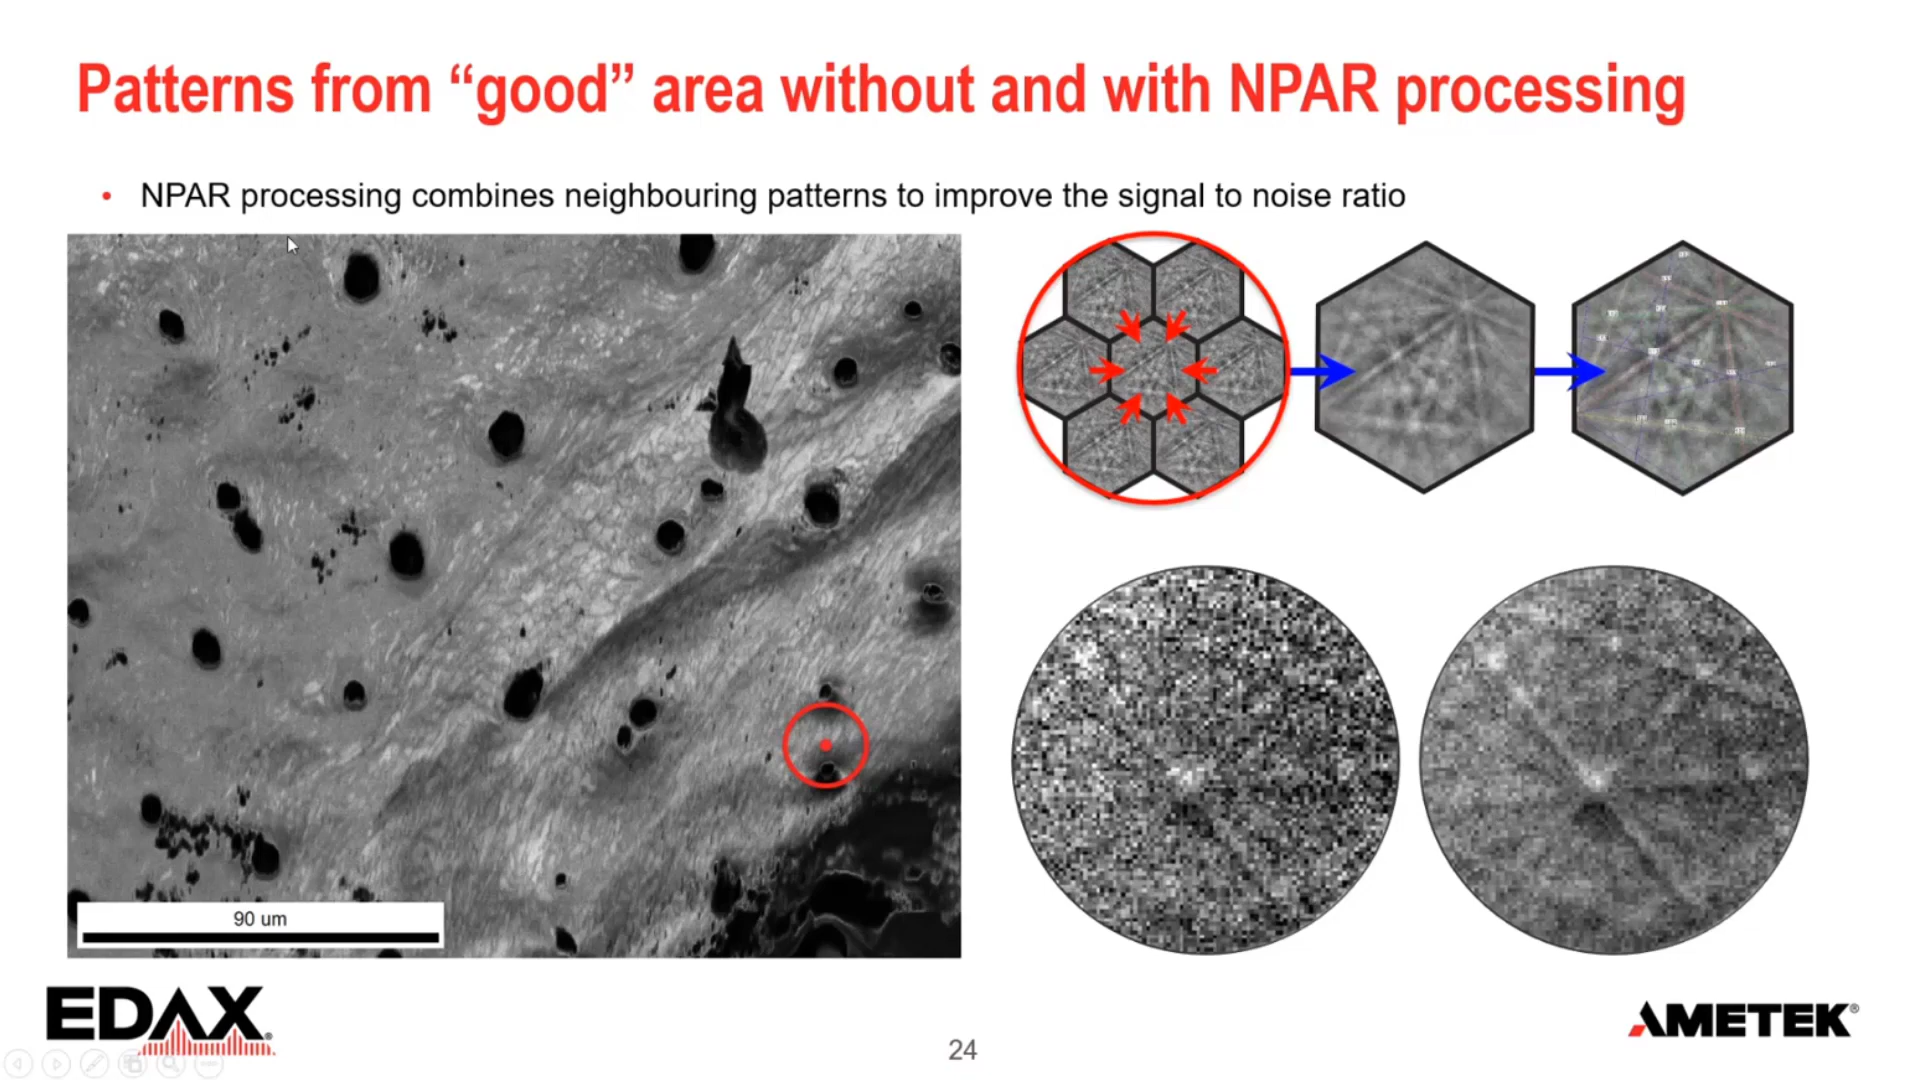 Patterns from “good” area without and with NPAR processing
• NPAR processing combines neighbouring patterns to improve the signal to noise ratio
90 um
EDAX®
24
AMETEK®